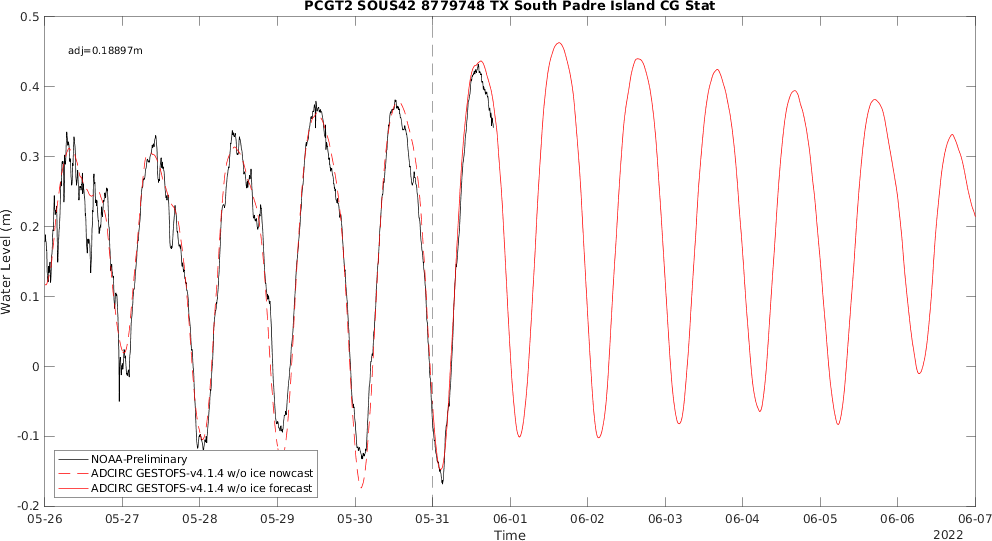 PCGT2 SOUS42 8779748 TX South Padre Island CG Stat
adj=0.18897m
Water Level (m)
0.5
0.4
0.3
0.2
0.1
0
-0.1
-0.2
NOAA-Preliminary
ADCIRC GESTOFS-v4.1.4 w/o ice nowcast
ADCIRC GESTOFS-v4.1.4 w/o ice forecast
05-26 05-27 05-28 05-29 05-30 05-31 06-01 06-02 06-03 06-04 06-05 06-06 06-07
Time
2022